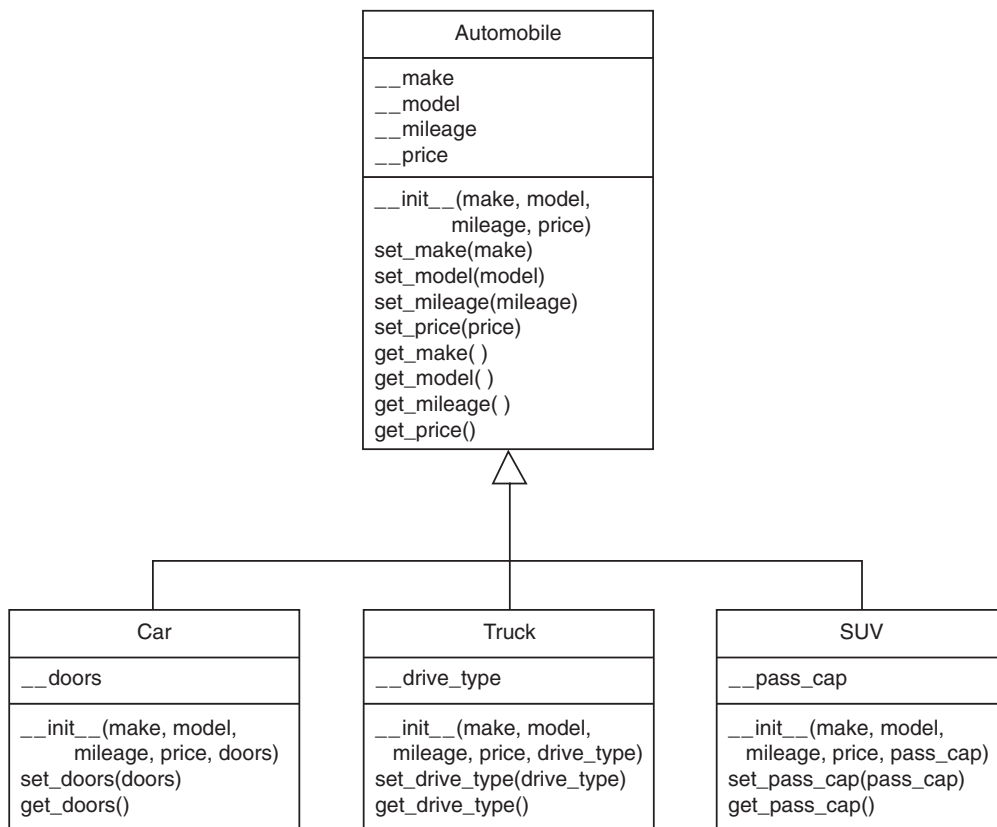 Automobile
__make
__model
__mileage
__price
__init__(make, model,
mileage, price)
set_make(make)
set_model(model)
set_mileage(mileage)
set_price(price)
get_make( )
get_model( )
get_mileage( )
get_price()
Car
__doors
__init__(make, model,
mileage, price, doors)
set_doors(doors)
get_doors()
Truck
__drive_type
__init__(make, model,
mileage, price, drive_type)
set_drive_type(drive_type)
get_drive_type()
SUV
__pass_cap
__init__(make, model,
mileage, price, pass_cap)
set_pass_cap(pass_cap)
get_pass_cap()